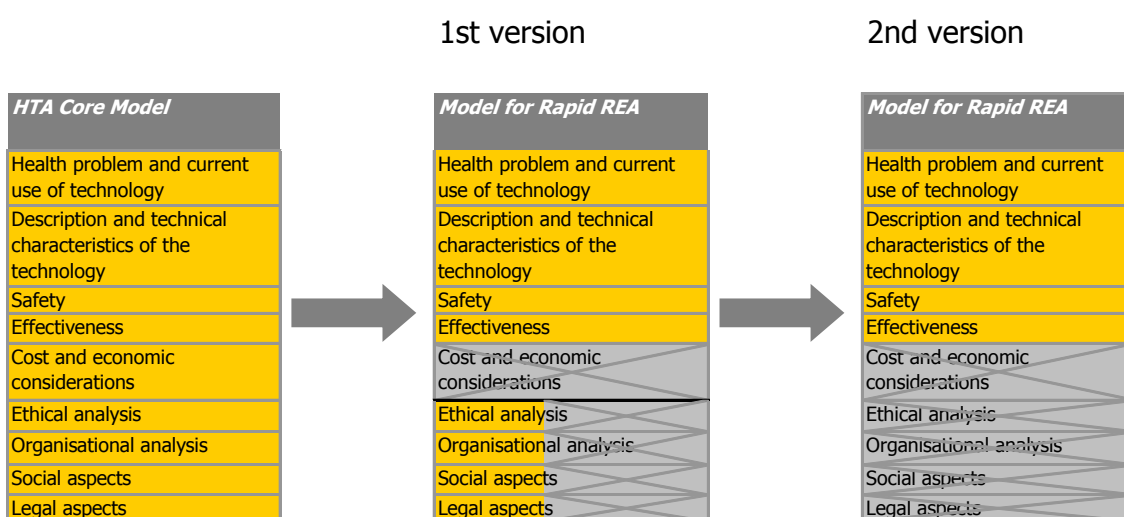 1st version
2nd version
HTA Core Model
Health problem and current
use of technology
Description and technical
characteristics of the
technology
Safety
Effectiveness
Cost and economic
considerations
Ethical analysis
Organisational analysis
Social aspects
Legal aspects
Model for Rapid REA
Health problem and current
use of technology
Description and technical
characteristics of the
technology
Safety
Effectiveness
Cost and economic
considerations
Ethical analysis
Organisational analysis
Social aspects
Legal aspects
Model for Rapid REA
Health problem and current
use of technology
Description and technical
characteristics of the
technology
Safety
Effectiveness
Cost and economic
considerations
Ethical analysis
Organisational analysis
Social aspects
Legal aspects